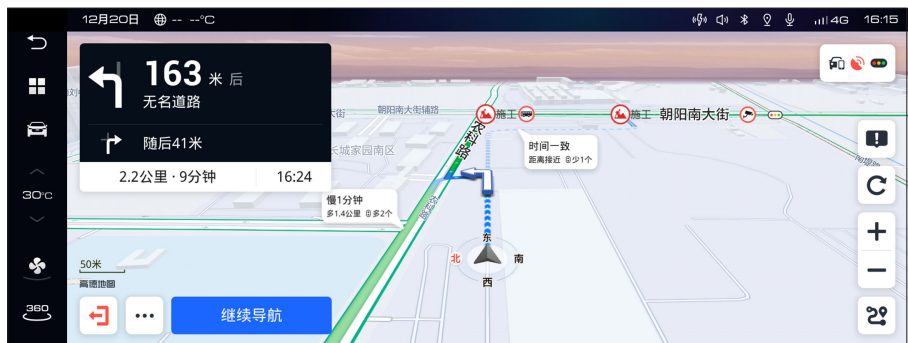 12月20日 -- --°C
4G 16:15
163 米 后
无名道路
随后41米
2.2公里·9分钟 16:24
30°C
360
朝阳南大街辅路
施工
施工
朝阳南大街
农科路
长城家园南区
时间一致
距离接近 少1个
慢1分钟
多1.4公里 多2个
东
北
南
西
50米
高德地图
继续导航